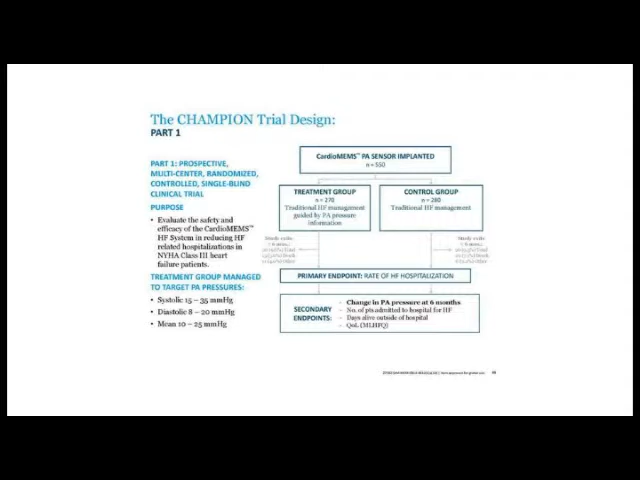 The CHAMPION Trial Design:
PART 1
PART 1: PROSPECTIVE,
MULTI-CENTER, RANDOMIZED,
CONTROLLED, SINGLE-BLIND
CLINICAL TRIAL
PURPOSE
• Evaluate the safety and
efficacy of the CardioMEMS™
HF System in reducing HF
related hospitalizations in
NYHA Class III heart
failure patients.
TREATMENT GROUP MANAGED
TO TARGET PA PRESSURES:
• Systolic 15 – 35 mmHg
• Diastolic 8 – 20 mmHg
• Mean 10 – 25 mmHg
CardioMEMS™ PA SENSOR IMPLANTED
n = 550
TREATMENT GROUP
n = 270
Traditional HF management
guided by PA pressure
information
CONTROL GROUP
n = 280
Traditional HF management
Study exits
Study exits
PRIMARY ENDPOINT: RATE OF HF HOSPITALIZATION
SECONDARY
ENDPOINTS:
- Change in PA pressure at 6 months
- No. of pts admitted to hospital for HF
- Days alive outside of hospital
- QoL (MLHFQ)